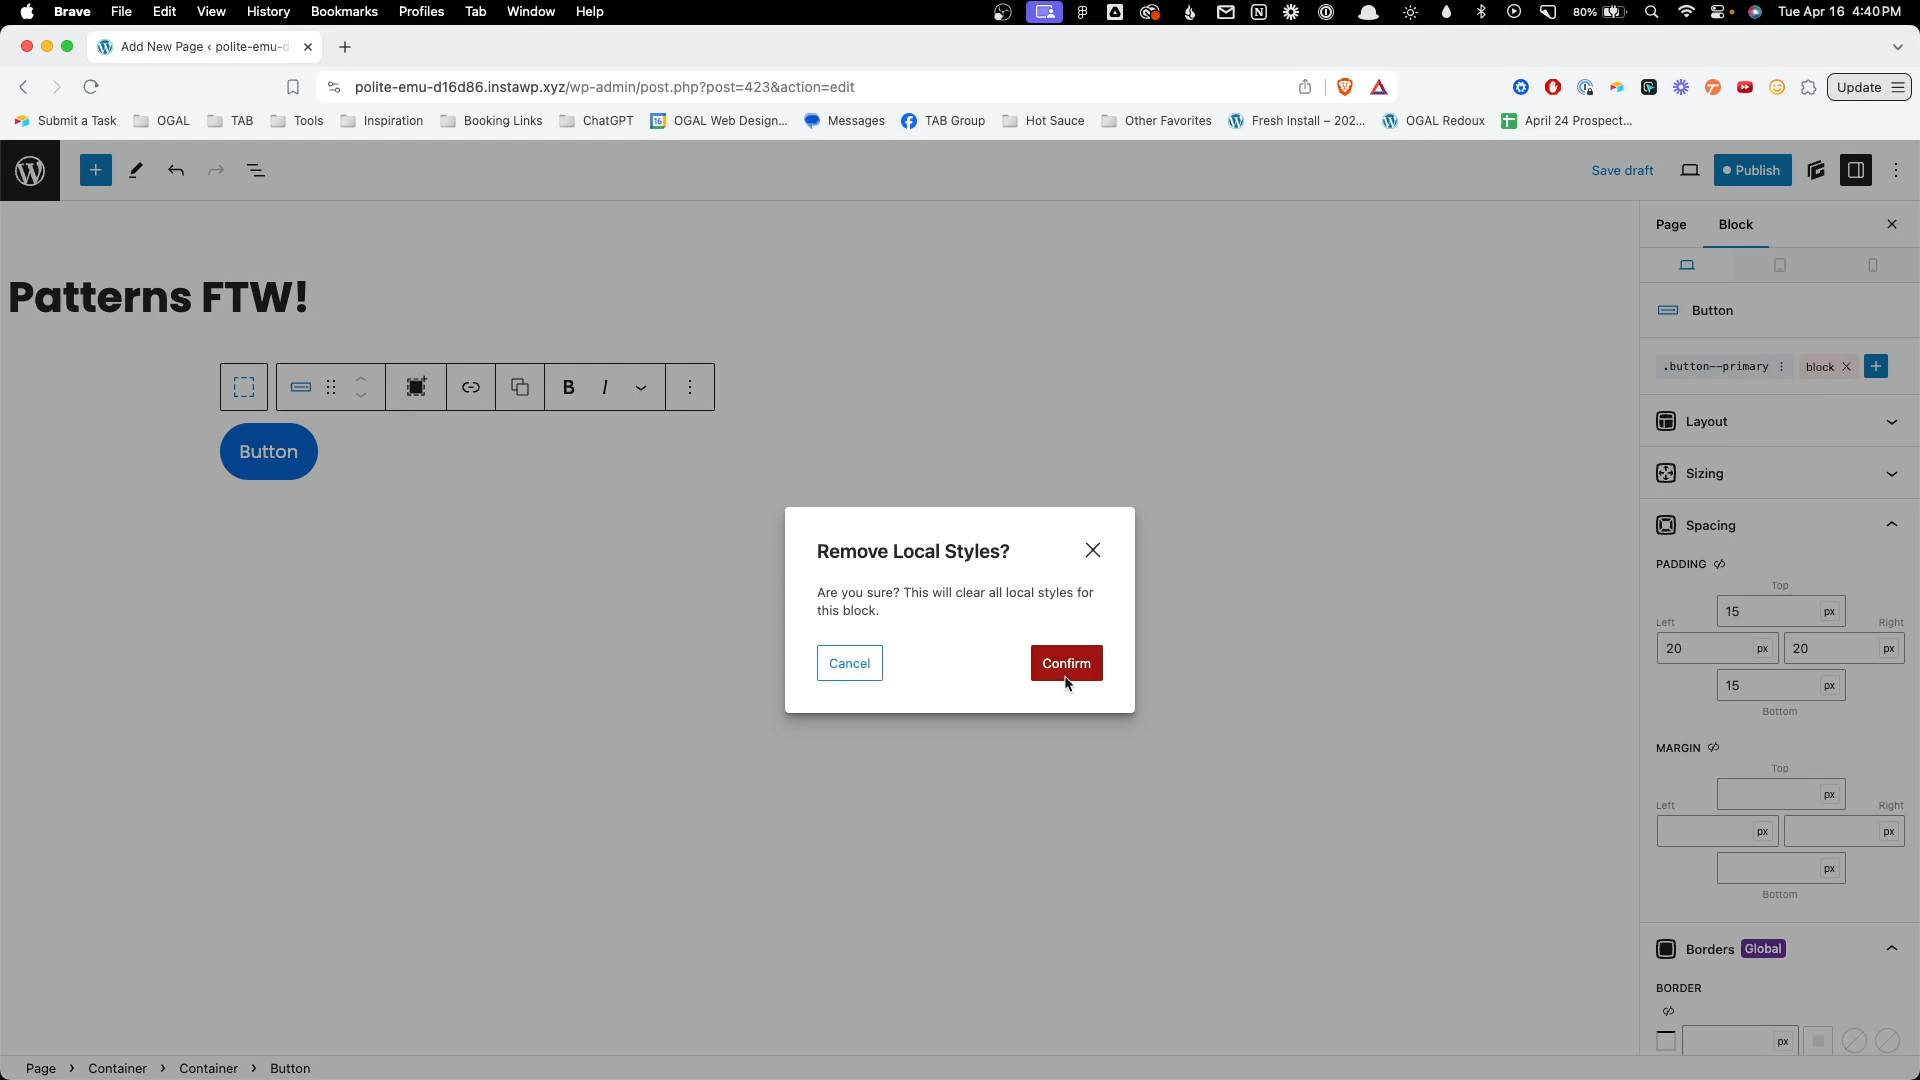 Brave File Edit View History Bookmarks Profiles Tab Window Help 80% Tue Apr 16 4:40 PM
Add New Page ‹ polite-emu-d
polite-emu-d16d86.instawp.xyz/wp-admin/post.php?post=423&action=edit Update
Submit a Task OGAL TAB Tools Inspiration Booking Links ChatGPT 16 OGAL Web Design... Messages TAB Group Hot Sauce Other Favorites Fresh Install – 202... OGAL Redoux April 24 Prospect...
Save draft Publish
Page Block
Patterns FTW!
Button
.button--primary block
B I
Layout
Button
Sizing
Spacing
Remove Local Styles?
Are you sure? This will clear all local styles for
this block.
Cancel Confirm
PADDING
Top
15 px
Left Right
20 px 20 px
15 px
Bottom
MARGIN
Top
px
Left Right
px px
px
Bottom
Borders Global
BORDER
px
Page › Container › Container › Button